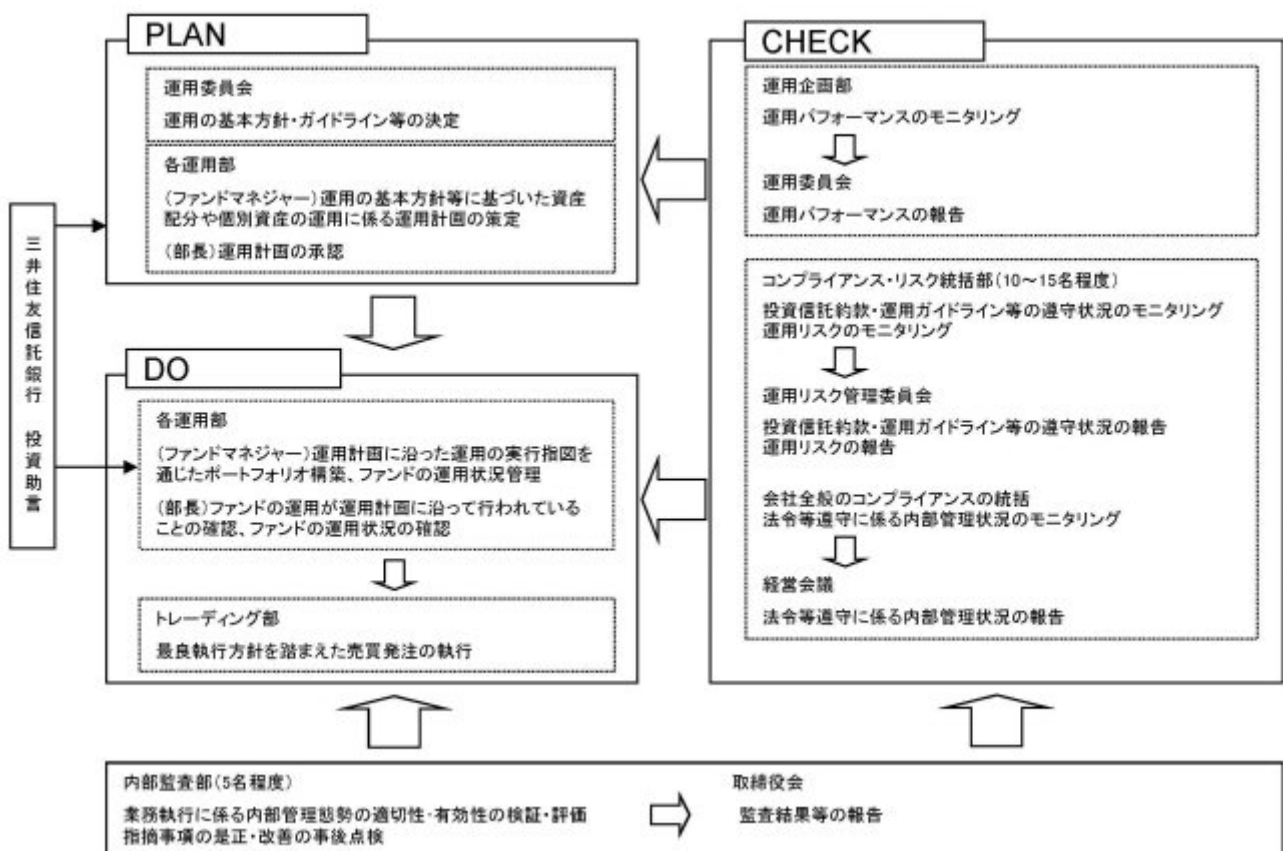 PLAN
運用委員会
運用の基本方針・ガイドライン等の決定
各運用部
(ファンドマネジャー)運用の基本方針等に基づいた資産
配分や個別資産の運用に係る運用計画の策定
(部長)運用計画の承認
三井住友信託銀行 投資助言
DO
各運用部
(ファンドマネジャー)運用計画に沿った運用の実行指図を
通じたポートフォリオ構築、ファンドの運用状況管理
(部長)ファンドの運用が運用計画に沿って行われている
ことの確認、ファンドの運用状況の確認
トレーディング部
最良執行方針を踏まえた売買発注の執行
CHECK
運用企画部
運用パフォーマンスのモニタリング
運用委員会
運用パフォーマンスの報告
コンプライアンス・リスク統括部(10~15名程度)
投資信託約款・運用ガイドライン等の遵守状況のモニタリング
運用リスクのモニタリング
運用リスク管理委員会
投資信託約款・運用ガイドライン等の遵守状況の報告
運用リスクの報告
会社全般のコンプライアンスの統括
法令等遵守に係る内部管理状況のモニタリング
経営会議
法令等遵守に係る内部管理状況の報告
内部監査部(5名程度)
業務執行に係る内部管理態勢の適切性・有効性の検証・評価
指摘事項の是正・改善の事後点検
取締役会
監査結果等の報告